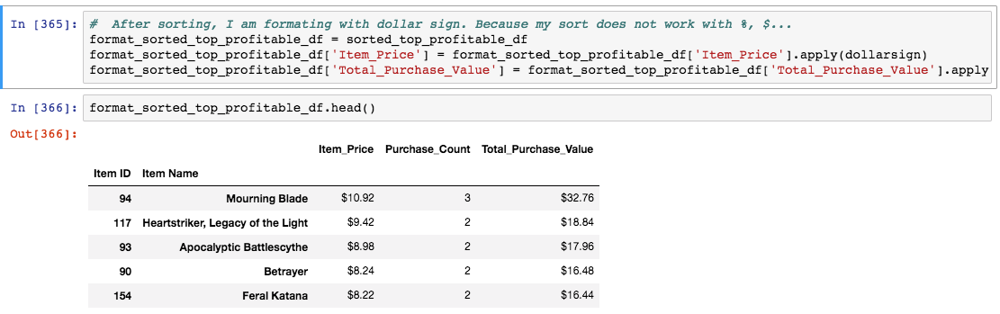 In [365]: #  After sorting, I am formating with dollar sign. Because my sort does not work with %, $...
format_sorted_top_profitable_df = sorted_top_profitable_df
format_sorted_top_profitable_df['Item_Price'] = format_sorted_top_profitable_df['Item_Price'].apply(dollarsign)
format_sorted_top_profitable_df['Total_Purchase_Value'] = format_sorted_top_profitable_df['Total_Purchase_Value'].apply
In [366]: format_sorted_top_profitable_df.head()
Out[366]:
Item_Price Purchase_Count Total_Purchase_Value
Item ID Item Name
94 Mourning Blade $10.92 3 $32.76
117 Heartstriker, Legacy of the Light $9.42 2 $18.84
93 Apocalyptic Battlescythe $8.98 2 $17.96
90 Betrayer $8.24 2 $16.48
154 Feral Katana $8.22 2 $16.44